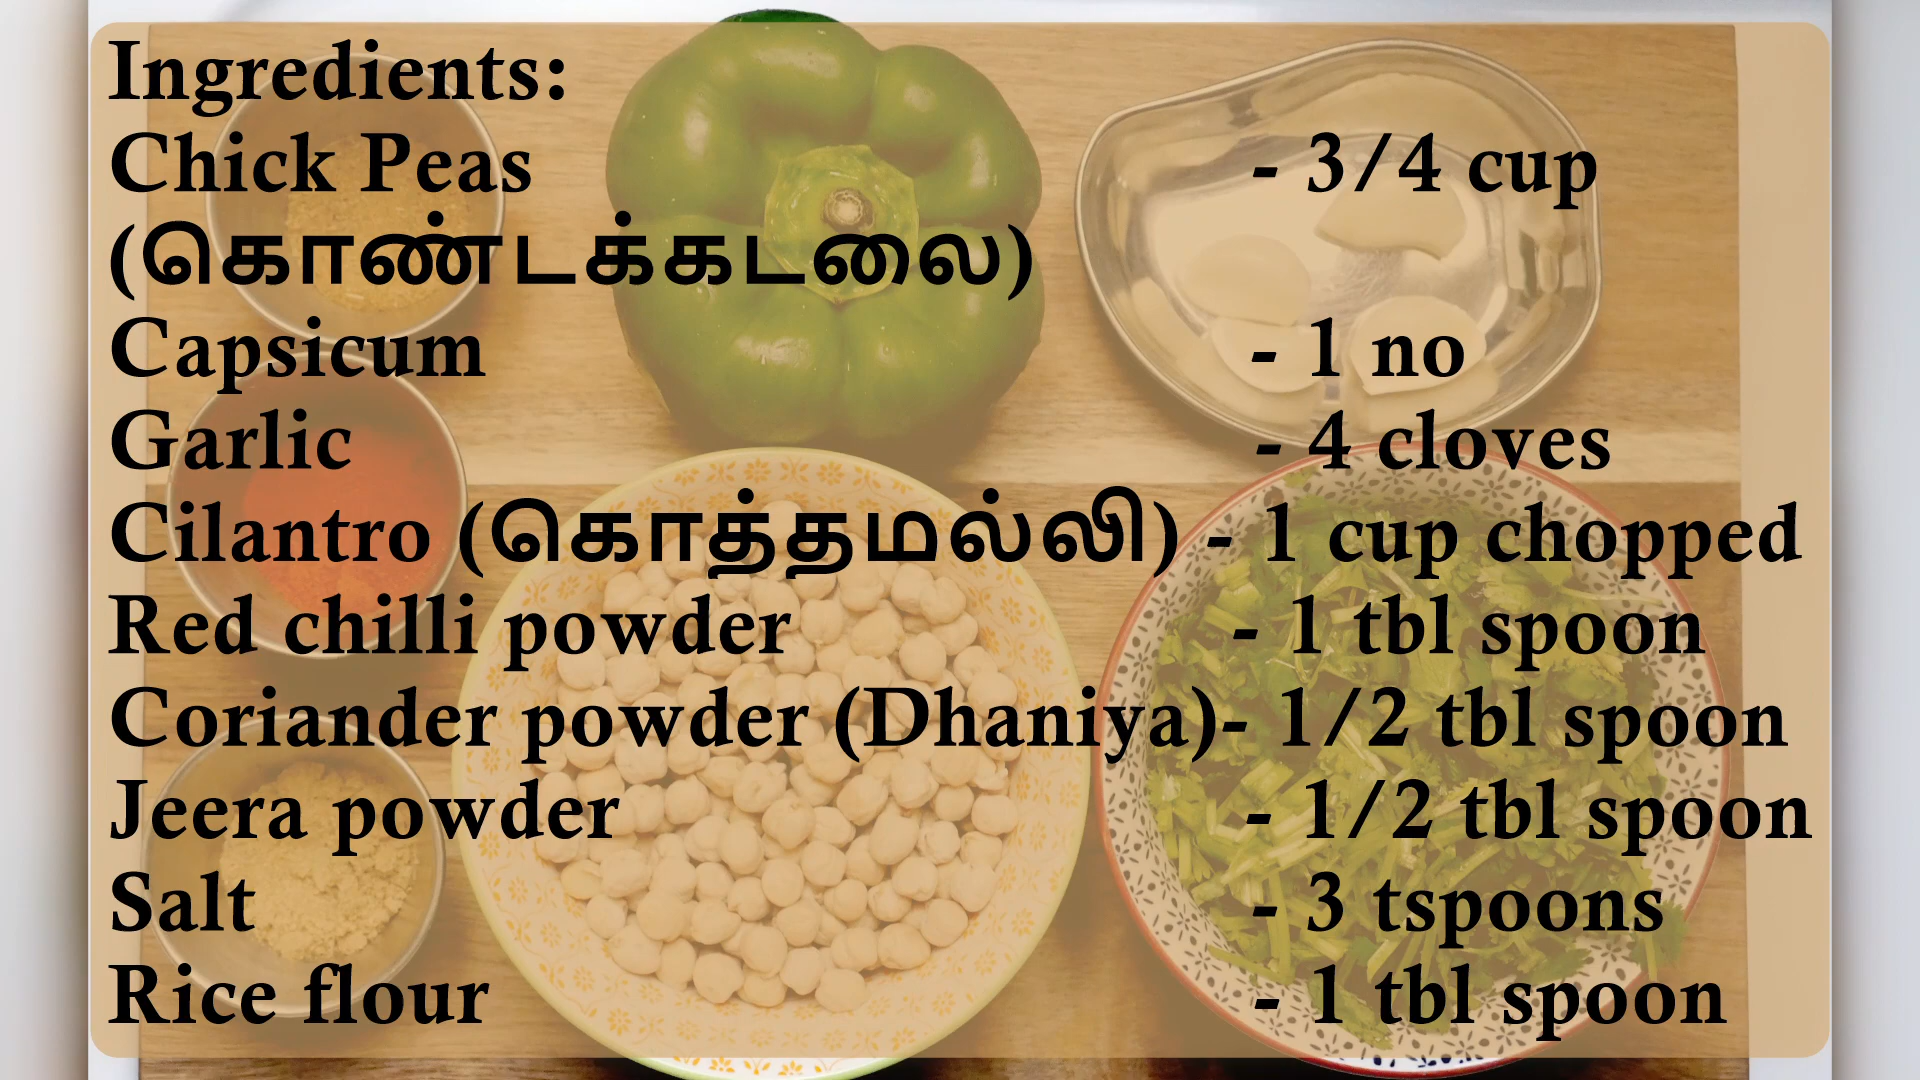 Ingredients:
Chick Peas - 3/4 cup
(கொண்டக்கடலை)
Capsicum - 1 no
Garlic - 4 cloves
Cilantro (கொத்தமல்லி) - 1 cup chopped
Red chilli powder - 1 tbl spoon
Coriander powder (Dhaniya)- 1/2 tbl spoon
Jeera powder - 1/2 tbl spoon
Salt - 3 tspoons
Rice flour - 1 tbl spoon